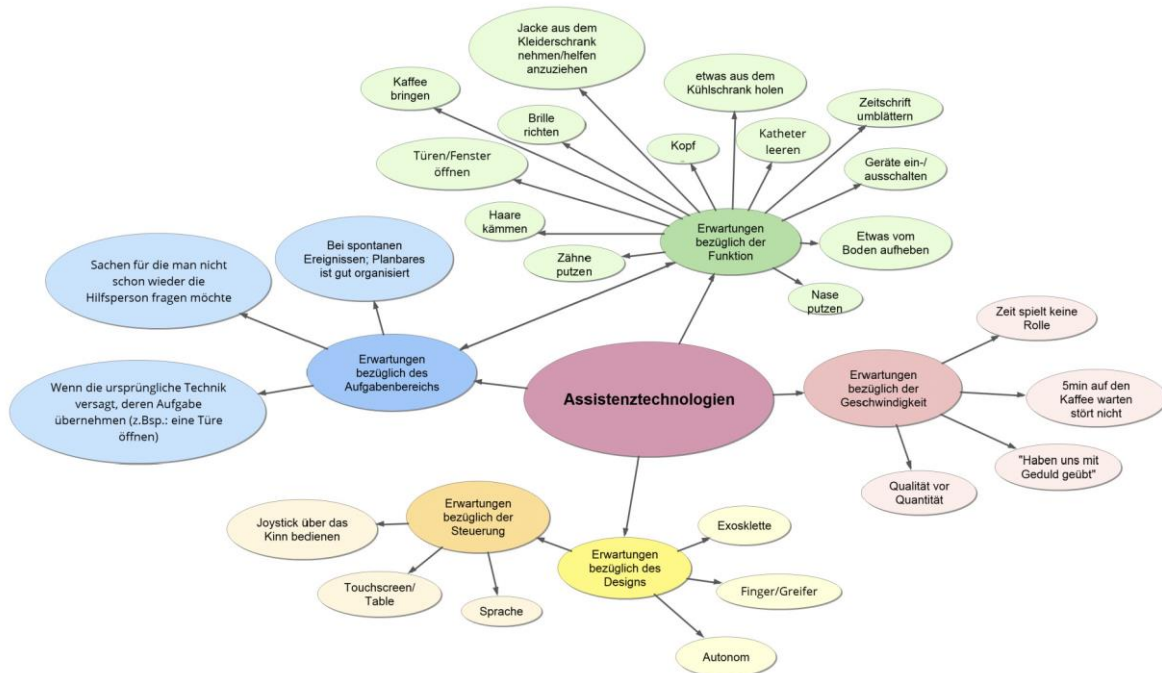 Jacke aus dem
Kleiderschrank
nehmen/helfen
anzuziehen
etwas aus dem
Kühlschrank holen
Kaffee
bringen
Zeitschrift
umblättern
Brille
richten
Kopf
Katheter
leeren
Türen/Fenster
öffnen
Geräte ein-/
ausschalten
Haare
kämmen
Erwartungen
bezüglich der
Funktion
Etwas vom
Boden aufheben
Zähne
putzen
Nase
putzen
Bei spontanen
Ereignissen; Planbares
ist gut organisiert
Sachen für die man nicht
schon wieder die
Hilfsperson fragen möchte
Erwartungen
bezüglich des
Aufgabenbereichs
Wenn die ursprüngliche Technik
versagt, deren Aufgabe
übernehmen (z.Bsp.: eine Türe
öffnen)
Assistenztechnologien
Zeit spielt keine
Rolle
Erwartungen
bezüglich der
Geschwindigkeit
5min auf den
Kaffee warten
stört nicht
"Haben uns mit
Geduld geübt"
Qualität vor
Quantität
Erwartungen
bezüglich der
Steuerung
Joystick über das
Kinn bedienen
Touchscreen/
Table
Sprache
Erwartungen
bezüglich des
Designs
Exosklette
Finger/Greifer
Autonom